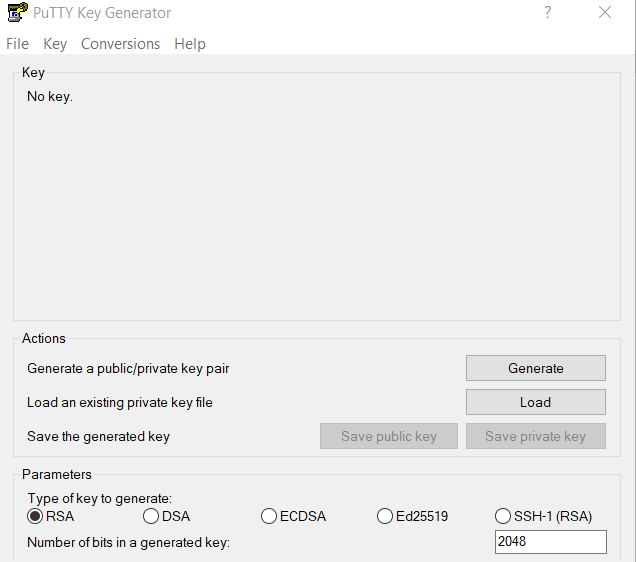 PuTTY Key Generator ?
File Key Conversions Help
Key
No key.
Actions
Generate a public/private key pair Generate
Load an existing private key file Load
Save the generated key Save public key Save private key
Parameters
Type of key to generate:
RSA DSA ECDSA Ed25519 SSH-1 (RSA)
Number of bits in a generated key: 2048